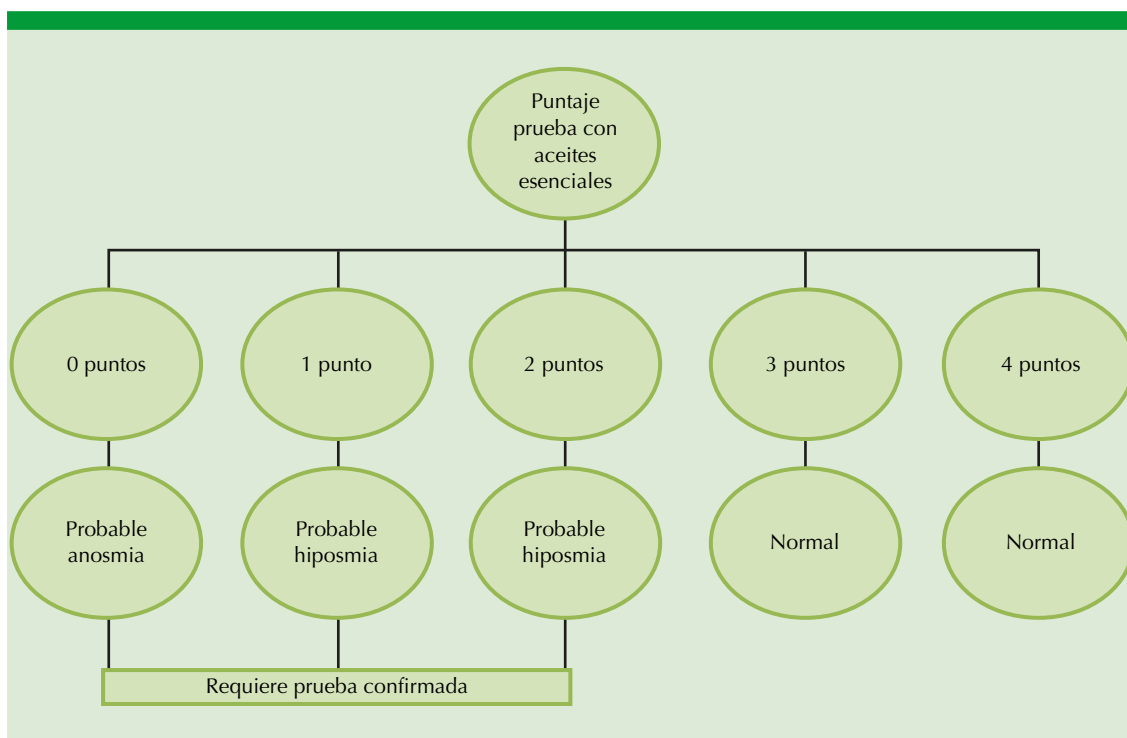 Puntaje
prueba con
aceites
esenciales
0 puntos
1 punto
2 puntos
3 puntos
4 puntos
Probable
anosmia
Probable
hiposmia
Probable
hiposmia
Normal
Normal
Requiere prueba confirmada